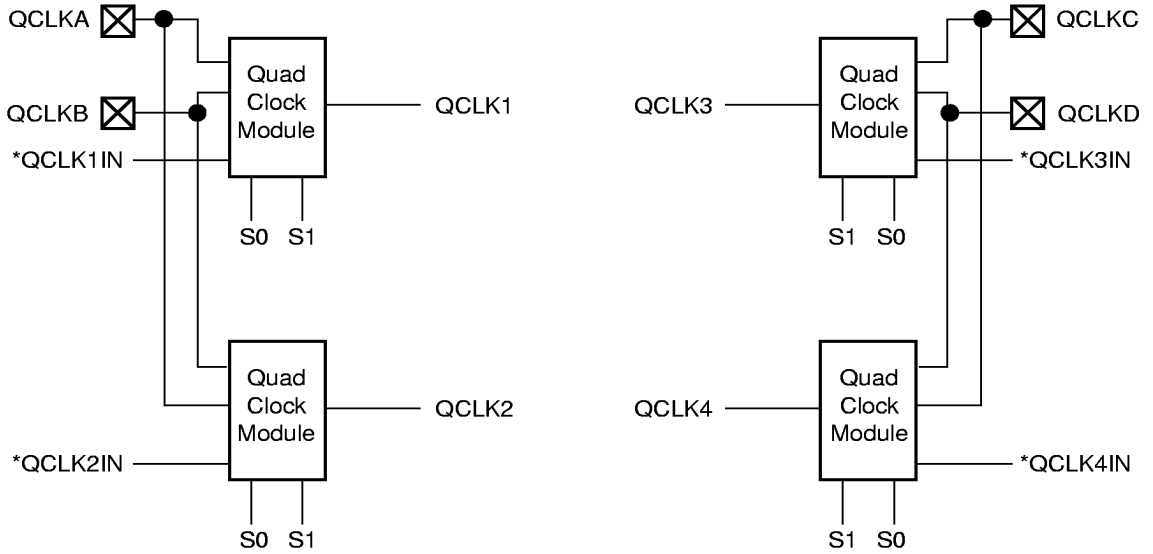 QCLKA
QCLKC
Quad
Clock
Module
Quad
Clock
Module
QCLKB
QCLK1
QCLK3
QCLKD
*QCLK1IN
*QCLK3IN
S0 S1
S1 S0
Quad
Clock
Module
Quad
Clock
Module
QCLK2
QCLK4
*QCLK2IN
*QCLK4IN
S0 S1
S1 S0